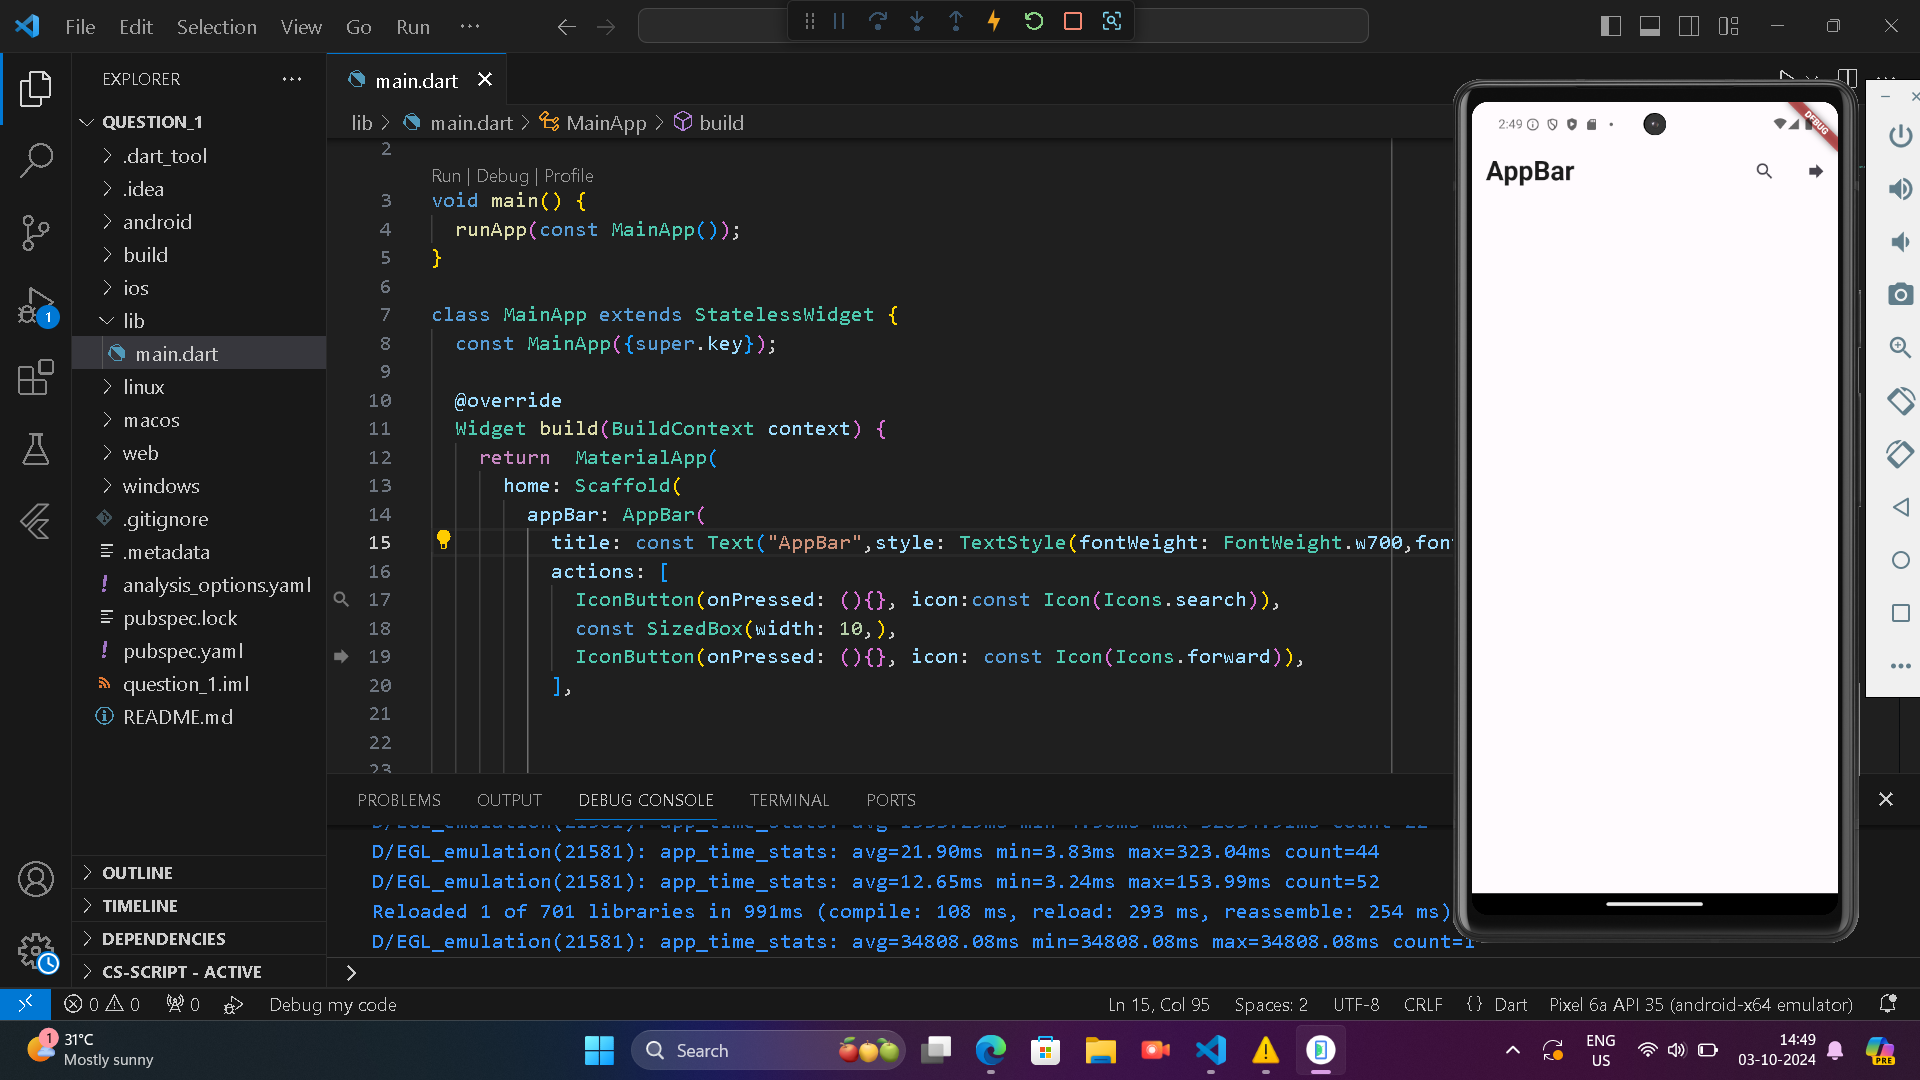 File Edit Selection View Go Run
EXPLORER
main.dart
lib > main.dart > MainApp > build
QUESTION_1
.dart_tool
.idea
android
build
ios
lib
main.dart
linux
macos
web
windows
.gitignore
.metadata
analysis_options.yaml
pubspec.lock
pubspec.yaml
question_1.iml
README.md
OUTLINE
TIMELINE
DEPENDENCIES
CS-SCRIPT - ACTIVE
1
2
Run | Debug | Profile
3 void main() {
4 runApp(const MainApp());
5 }
6
7 class MainApp extends StatelessWidget {
8 const MainApp({super.key});
9
10 @override
11 Widget build(BuildContext context) {
12 return  MaterialApp(
13 home: Scaffold(
14 appBar: AppBar(
15 title: const Text("AppBar",style: TextStyle(fontWeight: FontWeight.w700,fon
16 actions: [
17 IconButton(onPressed: (){}, icon:const Icon(Icons.search)),
18 const SizedBox(width: 10,),
19 IconButton(onPressed: (){}, icon: const Icon(Icons.forward)),
20 ],
21
22
23
2:49
DEBUG
AppBar
PROBLEMS OUTPUT DEBUG CONSOLE TERMINAL PORTS
D/EGL_emulation(21581): app_time_stats: avg=21.90ms min=3.83ms max=323.04ms count=44
D/EGL_emulation(21581): app_time_stats: avg=12.65ms min=3.24ms max=153.99ms count=52
Reloaded 1 of 701 libraries in 991ms (compile: 108 ms, reload: 293 ms, reassemble: 254 ms)
D/EGL_emulation(21581): app_time_stats: avg=34808.08ms min=34808.08ms max=34808.08ms count=1
0 0 0 Debug my code Ln 15, Col 95 Spaces: 2 UTF-8 CRLF {} Dart Pixel 6a API 35 (android-x64 emulator)
1
31°C
Mostly sunny
Search
ENG
US
14:49
03-10-2024
PRE